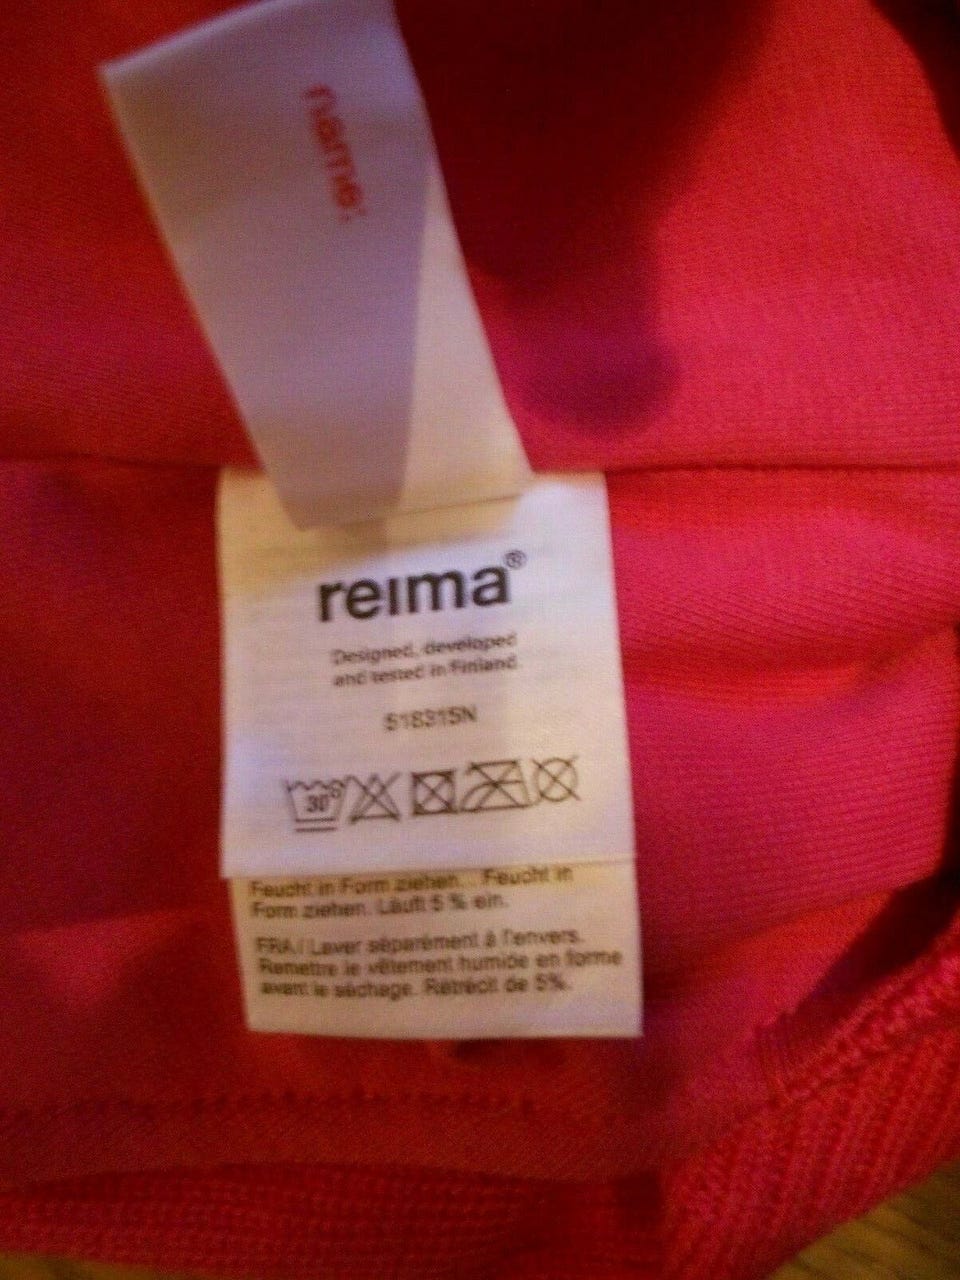 name:
reima®
Designed, developed
and tested in Finland.
518315N
30°
Feucht in Form ziehen... Feucht in
Form ziehen. Läuft 5 % ein.
FRA / Laver séparément à l'envers.
Remettre le vêtement humide en forme
avant le séchage. Rétrécit de 5%.